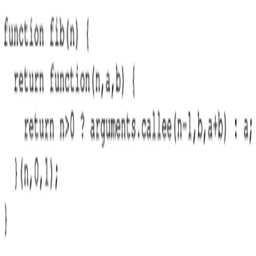 function fib(n) {
return function(n,a,b) {
return n>0 ? arguments.callee(n-1,b,a+b) : a;
}(n,0,1);
}